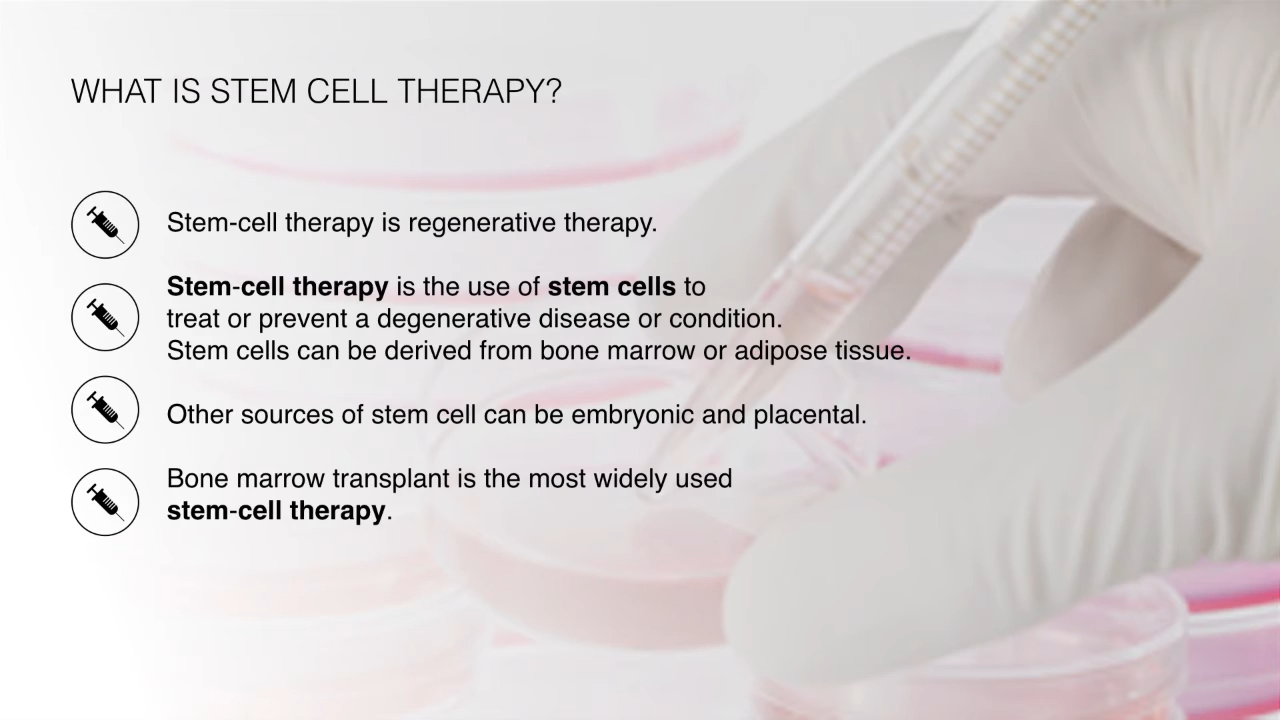 WHAT IS STEM CELL THERAPY?
Stem-cell therapy is regenerative therapy.
Stem-cell therapy is the use of stem cells to
treat or prevent a degenerative disease or condition.
Stem cells can be derived from bone marrow or adipose tissue.
Other sources of stem cell can be embryonic and placental.
Bone marrow transplant is the most widely used
stem-cell therapy.